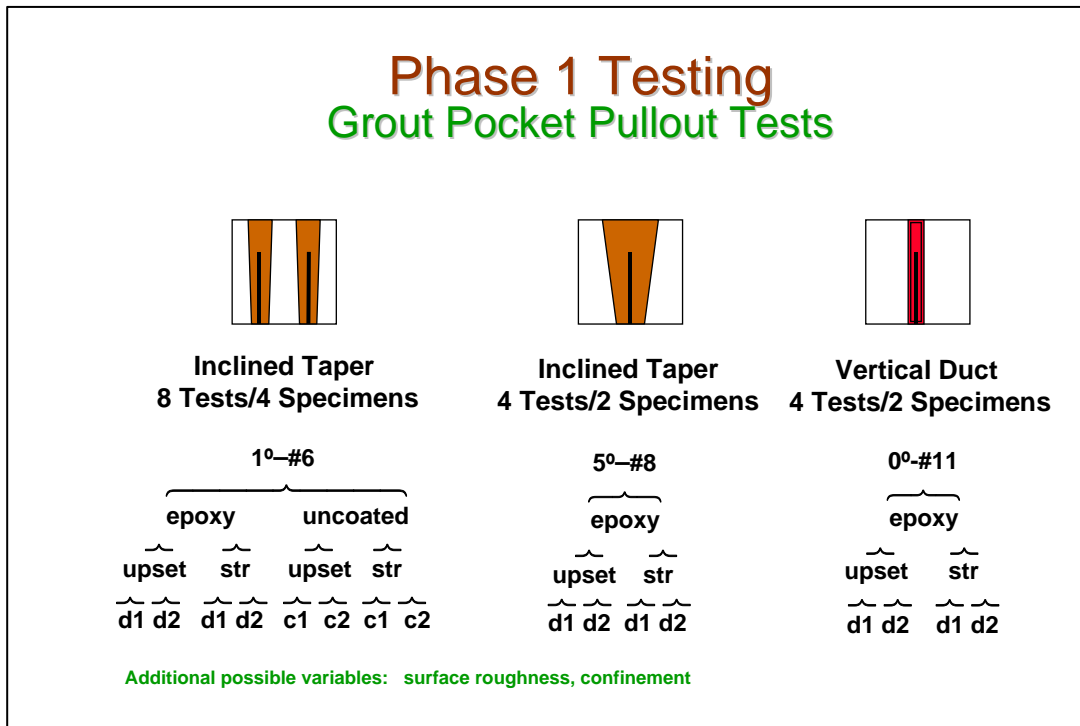 Phase 1 Testing
Grout Pocket Pullout Tests
Inclined Taper
8 Tests/4 Specimens
1º–#6
epoxy uncoated
upset str upset str
d1 d2 d1 d2 c1 c2 c1 c2
Inclined Taper
4 Tests/2 Specimens
5º–#8
epoxy
upset str
d1 d2 d1 d2
Vertical Duct
4 Tests/2 Specimens
0º-#11
epoxy
upset str
d1 d2 d1 d2
Additional possible variables: surface roughness, confinement